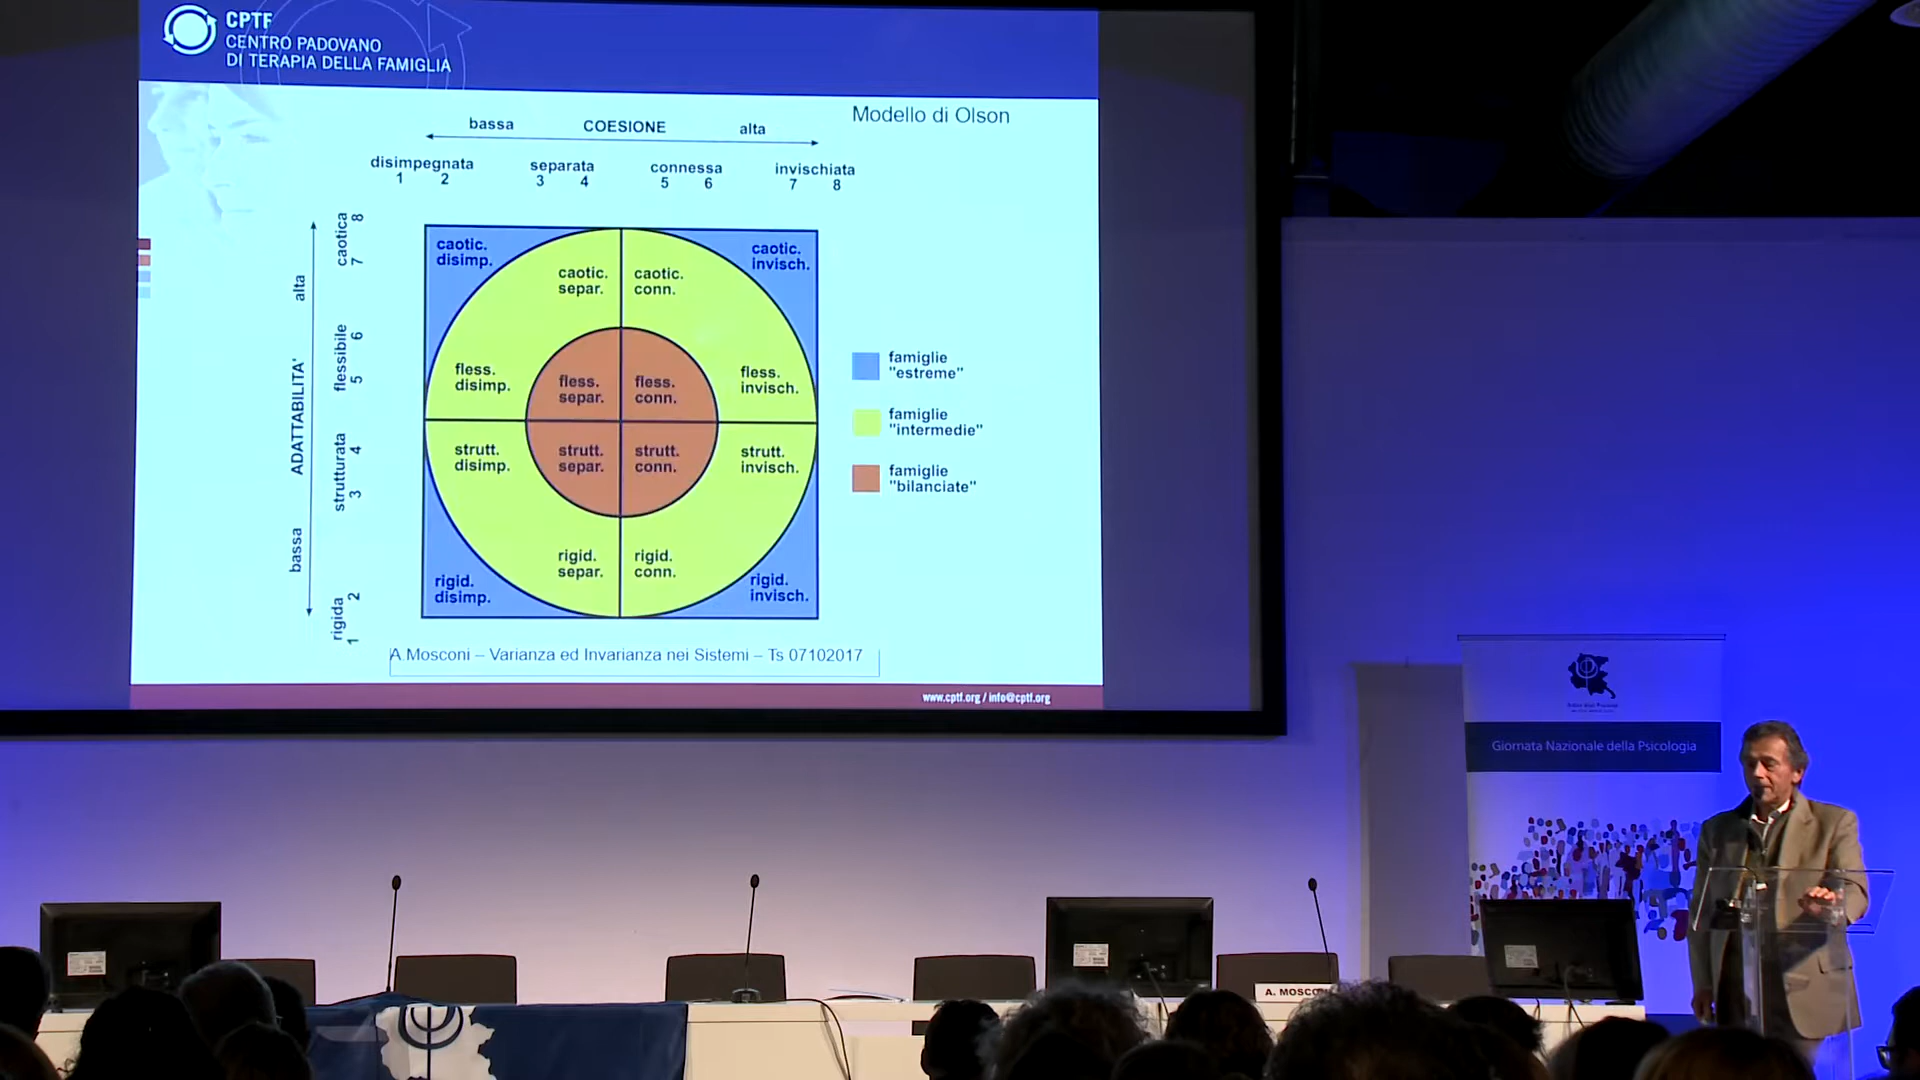 CPTF
CENTRO PADOVANO
DI TERAPIA DELLA FAMIGLIA
Modello di Olson
bassa COESIONE alta
disimpegnata separata connessa invischiata
1 2 3 4 5 6 7 8
alta ADATTABILITA' bassa
caotica flessibile strutturata rigida
8 7 6 5 4 3 2 1
caotic.
disimp.
caotic.
separ.
caotic.
conn.
caotic.
invisch.
fless.
disimp.
fless.
separ.
fless.
conn.
fless.
invisch.
strutt.
disimp.
strutt.
separ.
strutt.
conn.
strutt.
invisch.
rigid.
disimp.
rigid.
separ.
rigid.
conn.
rigid.
invisch.
famiglie
"estreme"
famiglie
"intermedie"
famiglie
"bilanciate"
A.Mosconi – Varianza ed Invarianza nei Sistemi – Ts 07102017
www.cptf.org / info@cptf.org
Giornata Nazionale della Psicologia
A. MOSCO